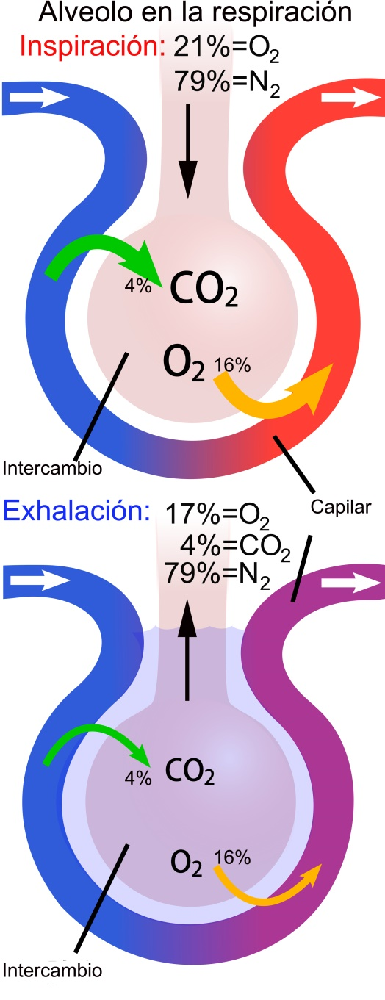 Alveolo en la respiración
Inspiración: 21%=O₂
79%=N₂
4% CO₂
O₂ 16%
Intercambio
Capilar
Exhalación: 17%=O₂
4%=CO₂
79%=N₂
4% CO₂
O₂ 16%
Intercambio